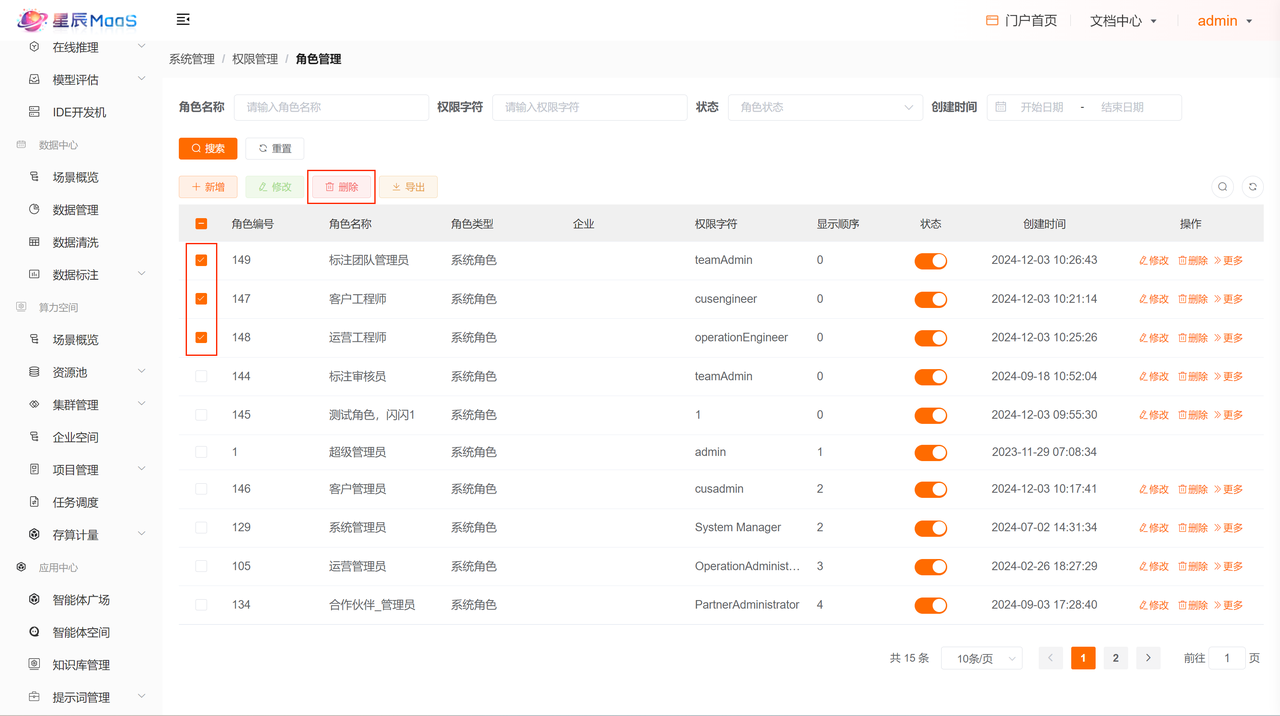 星辰MaaS
门户首页 文档中心 admin
在线推理
模型评估
IDE开发机
数据中心
场景概览
数据管理
数据清洗
数据标注
算力空间
场景概览
资源池
集群管理
企业空间
项目管理
任务调度
存算计量
应用中心
智能体广场
智能体空间
知识库管理
提示词管理
系统管理 / 权限管理 / 角色管理
角色名称 请输入角色名称 权限字符 请输入权限字符 状态 角色状态 创建时间 开始日期 - 结束日期
搜索 重置
新增 修改 删除 导出
角色编号 角色名称 角色类型 企业 权限字符 显示顺序 状态 创建时间 操作
149 标注团队管理员 系统角色 teamAdmin 0 2024-12-03 10:26:43 修改 删除 更多
147 客户工程师 系统角色 cusengineer 0 2024-12-03 10:21:14 修改 删除 更多
148 运营工程师 系统角色 operationEngineer 0 2024-12-03 10:25:26 修改 删除 更多
144 标注审核员 系统角色 teamAdmin 0 2024-09-18 10:52:04 修改 删除 更多
145 测试角色，闪闪1 系统角色 1 0 2024-12-03 09:55:30 修改 删除 更多
1 超级管理员 系统角色 admin 1 2023-11-29 07:08:34
146 客户管理员 系统角色 cusadmin 2 2024-12-03 10:17:41 修改 删除 更多
129 系统管理员 系统角色 System Manager 2 2024-07-02 14:31:34 修改 删除 更多
105 运营管理员 系统角色 OperationAdminist... 3 2024-02-26 18:27:29 修改 删除 更多
134 合作伙伴_管理员 系统角色 PartnerAdministrator 4 2024-09-03 17:28:40 修改 删除 更多
共 15 条 10条/页 1 2 前往 1 页